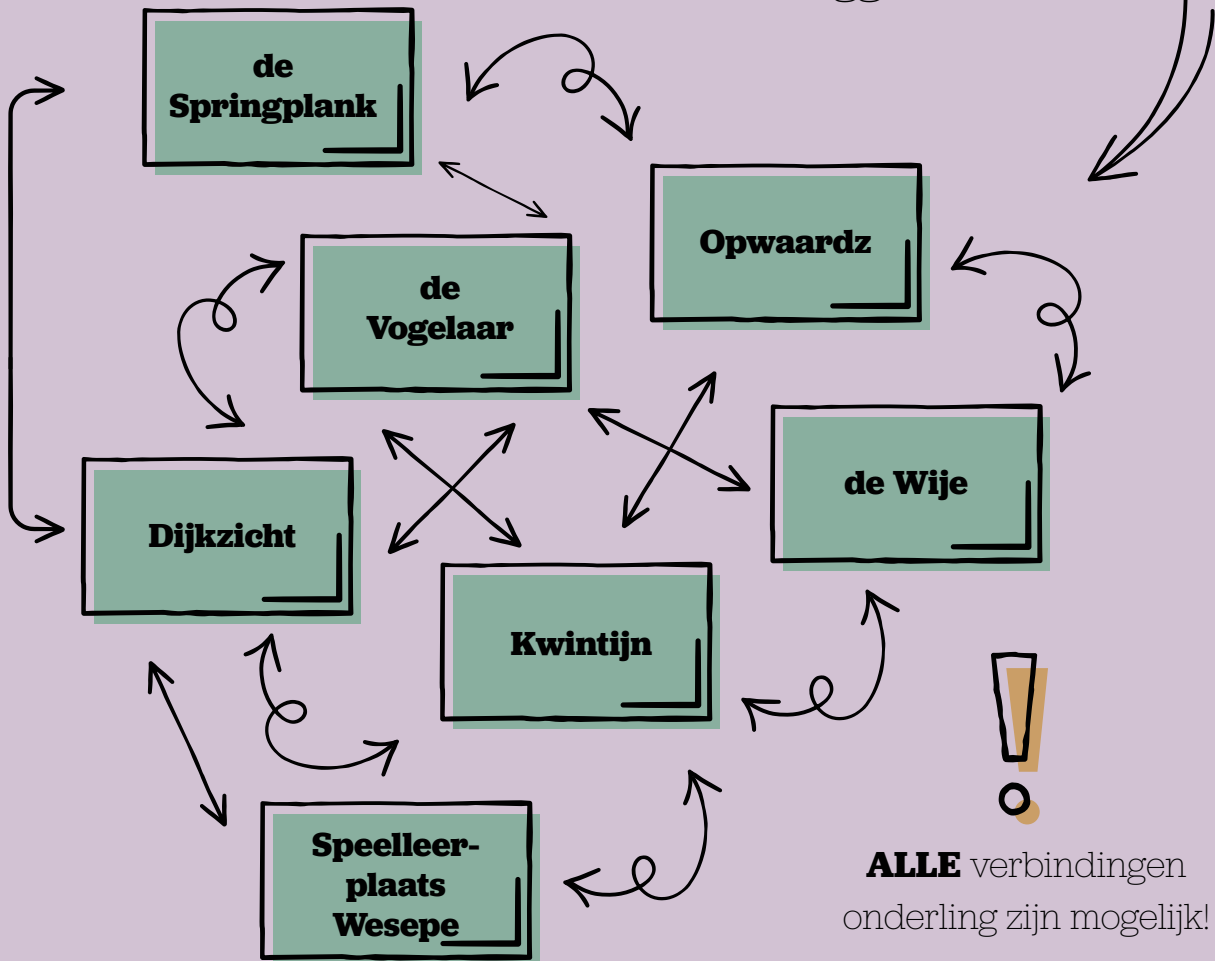 de
Springplank
Opwaardz
de
Vogelaar
de Wije
Dijkzicht
Kwintijn
Speelleer-
plaats
Wesepe
ALLE verbindingen
onderling zijn mogelijk!